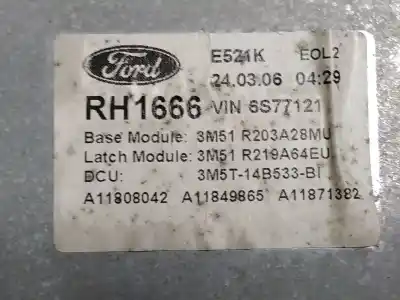 Ford E521K EOL2
24.03.06 04:29
RH1666 VIN 6S77121
Base Module: 3M51 R203A28MU
Latch Module: 3M51 R219A64EU
DCU: 3M5T-14B533-BI
A11808042 A11849865 A11871382